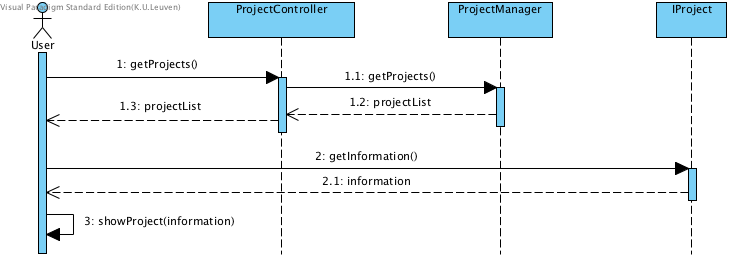 Visual Paradigm Standard Edition(K.U.Leuven)
ProjectController
ProjectManager
IProject
User
1: getProjects()
1.1: getProjects()
1.2: projectList
1.3: projectList
2: getInformation()
2.1: information
3: showProject(information)